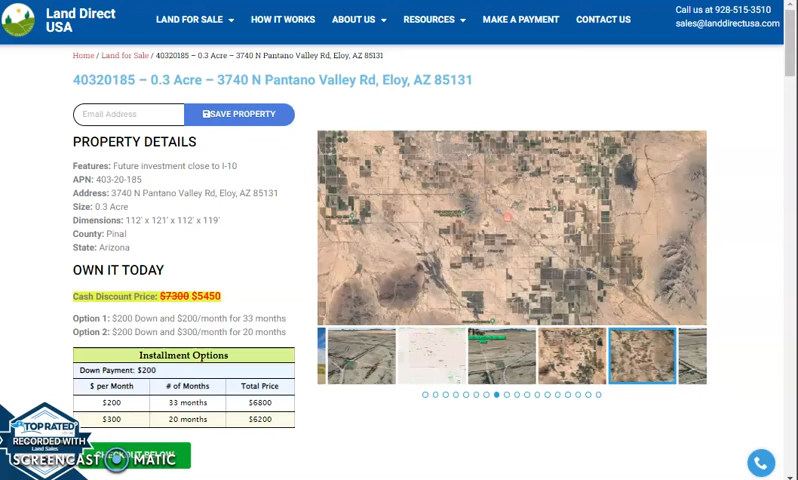 Land Direct
USA
LAND FOR SALE
HOW IT WORKS
ABOUT US
RESOURCES
MAKE A PAYMENT
CONTACT US
Call us at 928-515-3510
sales@landdirectusa.com
Home / Land for Sale / 40320185 – 0.3 Acre – 3740 N Pantano Valley Rd, Eloy, AZ 85131
40320185 – 0.3 Acre – 3740 N Pantano Valley Rd, Eloy, AZ 85131
Email Address
SAVE PROPERTY
PROPERTY DETAILS
Features: Future investment close to I-10
APN: 403-20-185
Address: 3740 N Pantano Valley Rd, Eloy, AZ 85131
Size: 0.3 Acre
Dimensions: 112' x 121' x 112' x 119'
County: Pinal
State: Arizona
OWN IT TODAY
Cash Discount Price: $7300 $5450
Option 1: $200 Down and $200/month for 33 months
Option 2: $200 Down and $300/month for 20 months
Installment Options
Down Payment: $200
$ per Month # of Months Total Price
$200 33 months $6800
$300 20 months $6200
TOP RATED
Land Sales
RECORDED WITH
SCREENCAST MATIC
BELOW